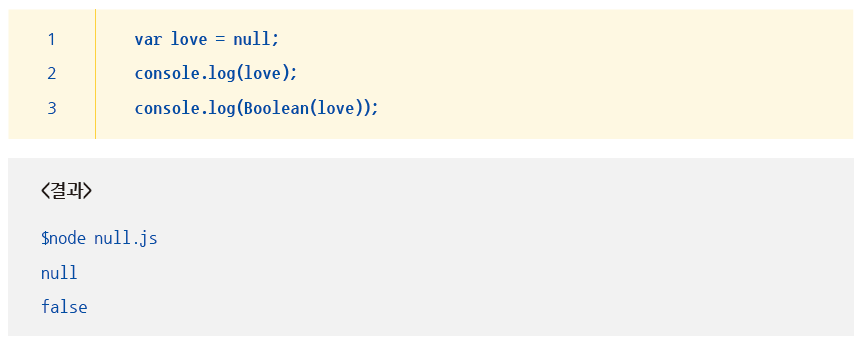 1 var love = null;
2 console.log(love);
3 console.log(Boolean(love));
<결과>
$node null.js
null
false